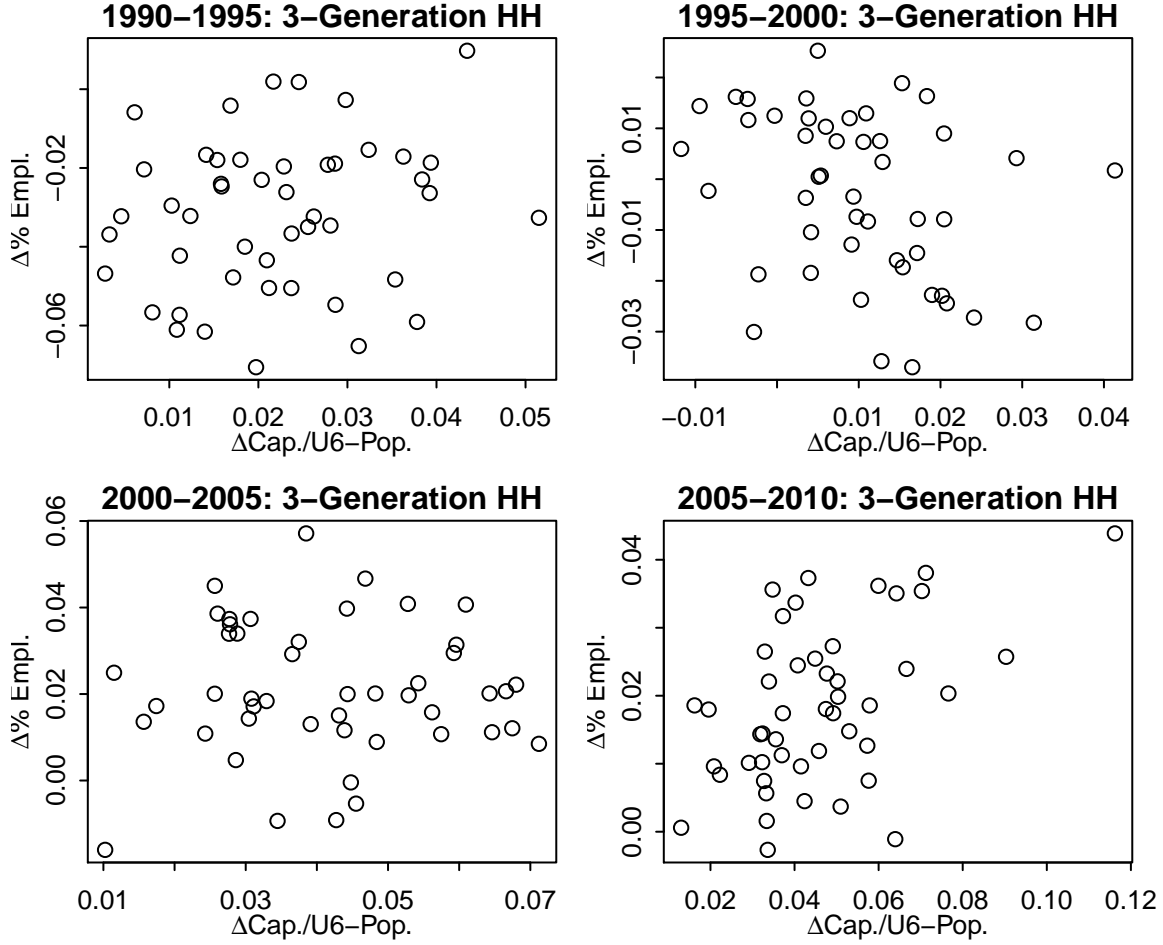 1990−1995: 3−Generation HH
Δ% Empl.
−0.02
−0.06
0.01 0.02 0.03 0.04 0.05
ΔCap./U6−Pop.
1995−2000: 3−Generation HH
Δ% Empl.
0.01
−0.01
−0.03
−0.01 0.01 0.02 0.03 0.04
ΔCap./U6−Pop.
2000−2005: 3−Generation HH
Δ% Empl.
0.06
0.04
0.02
0.00
0.01 0.03 0.05 0.07
ΔCap./U6−Pop.
2005−2010: 3−Generation HH
Δ% Empl.
0.04
0.02
0.00
0.02 0.04 0.06 0.08 0.10 0.12
ΔCap./U6−Pop.